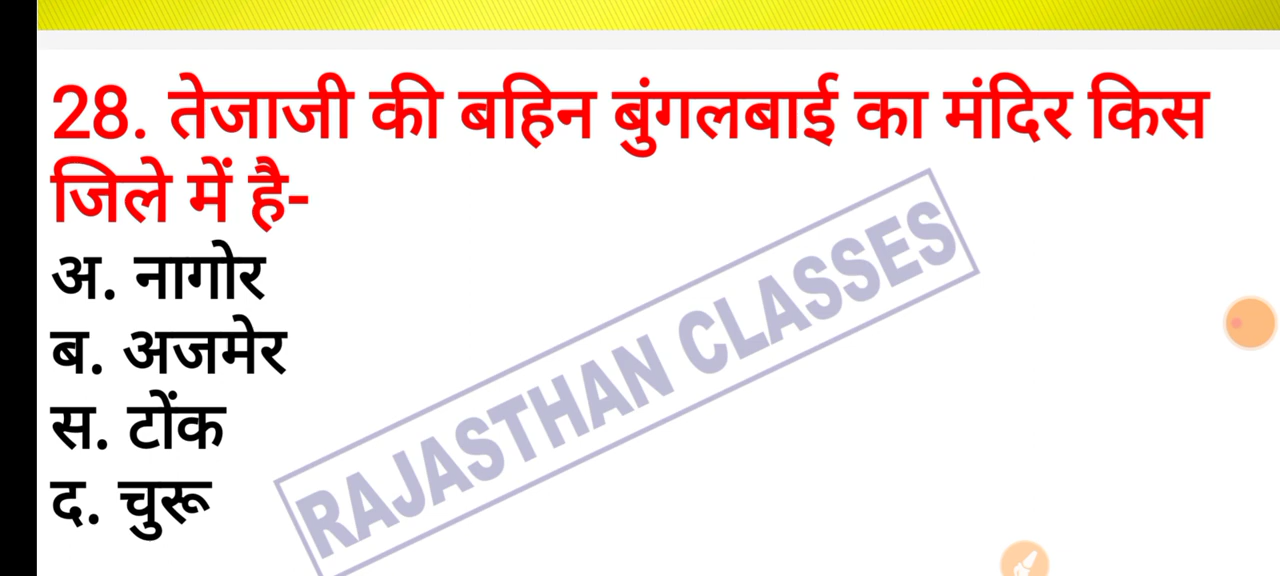 28. तेजाजी की बहिन बुंगलबाई का मंदिर किस
जिले में है-
अ. नागोर
ब. अजमेर
स. टोंक
द. चुरू
RAJASTHAN CLASSES